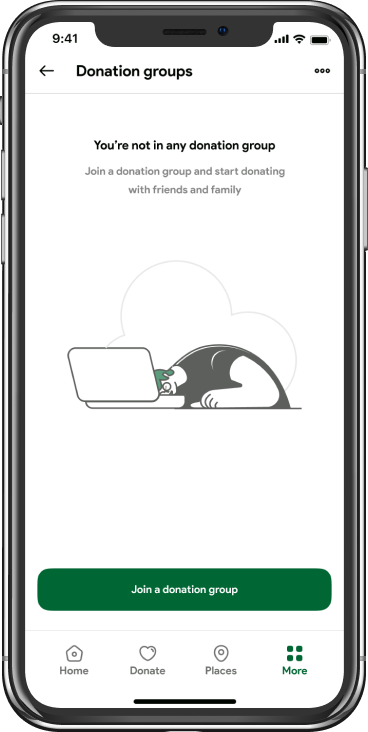 9:41
Donation groups
You're not in any donation group
Join a donation group and start donating
with friends and family
Join a donation group
Home
Donate
Places
More